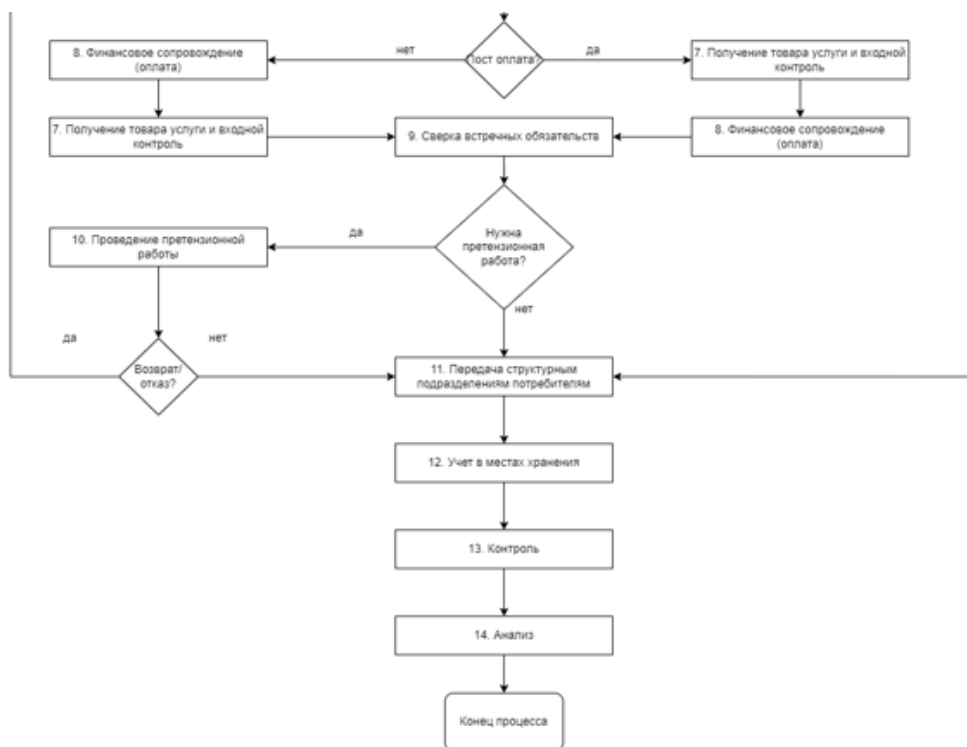 нет
да
8. Финансовое сопровождение
(оплата)
Пост оплата?
7. Получение товара услуги и входной
контроль
7. Получение товара услуги и входной
контроль
9. Сверка встречных обязательств
8. Финансовое сопровождение
(оплата)
да
10. Проведение претензионной
работы
Нужна
претензионная
работа?
нет
да
нет
Возврат/
отказ?
11. Передача структурным
подразделениям потребителям
12. Учет в местах хранения
13. Контроль
14. Анализ
Конец процесса